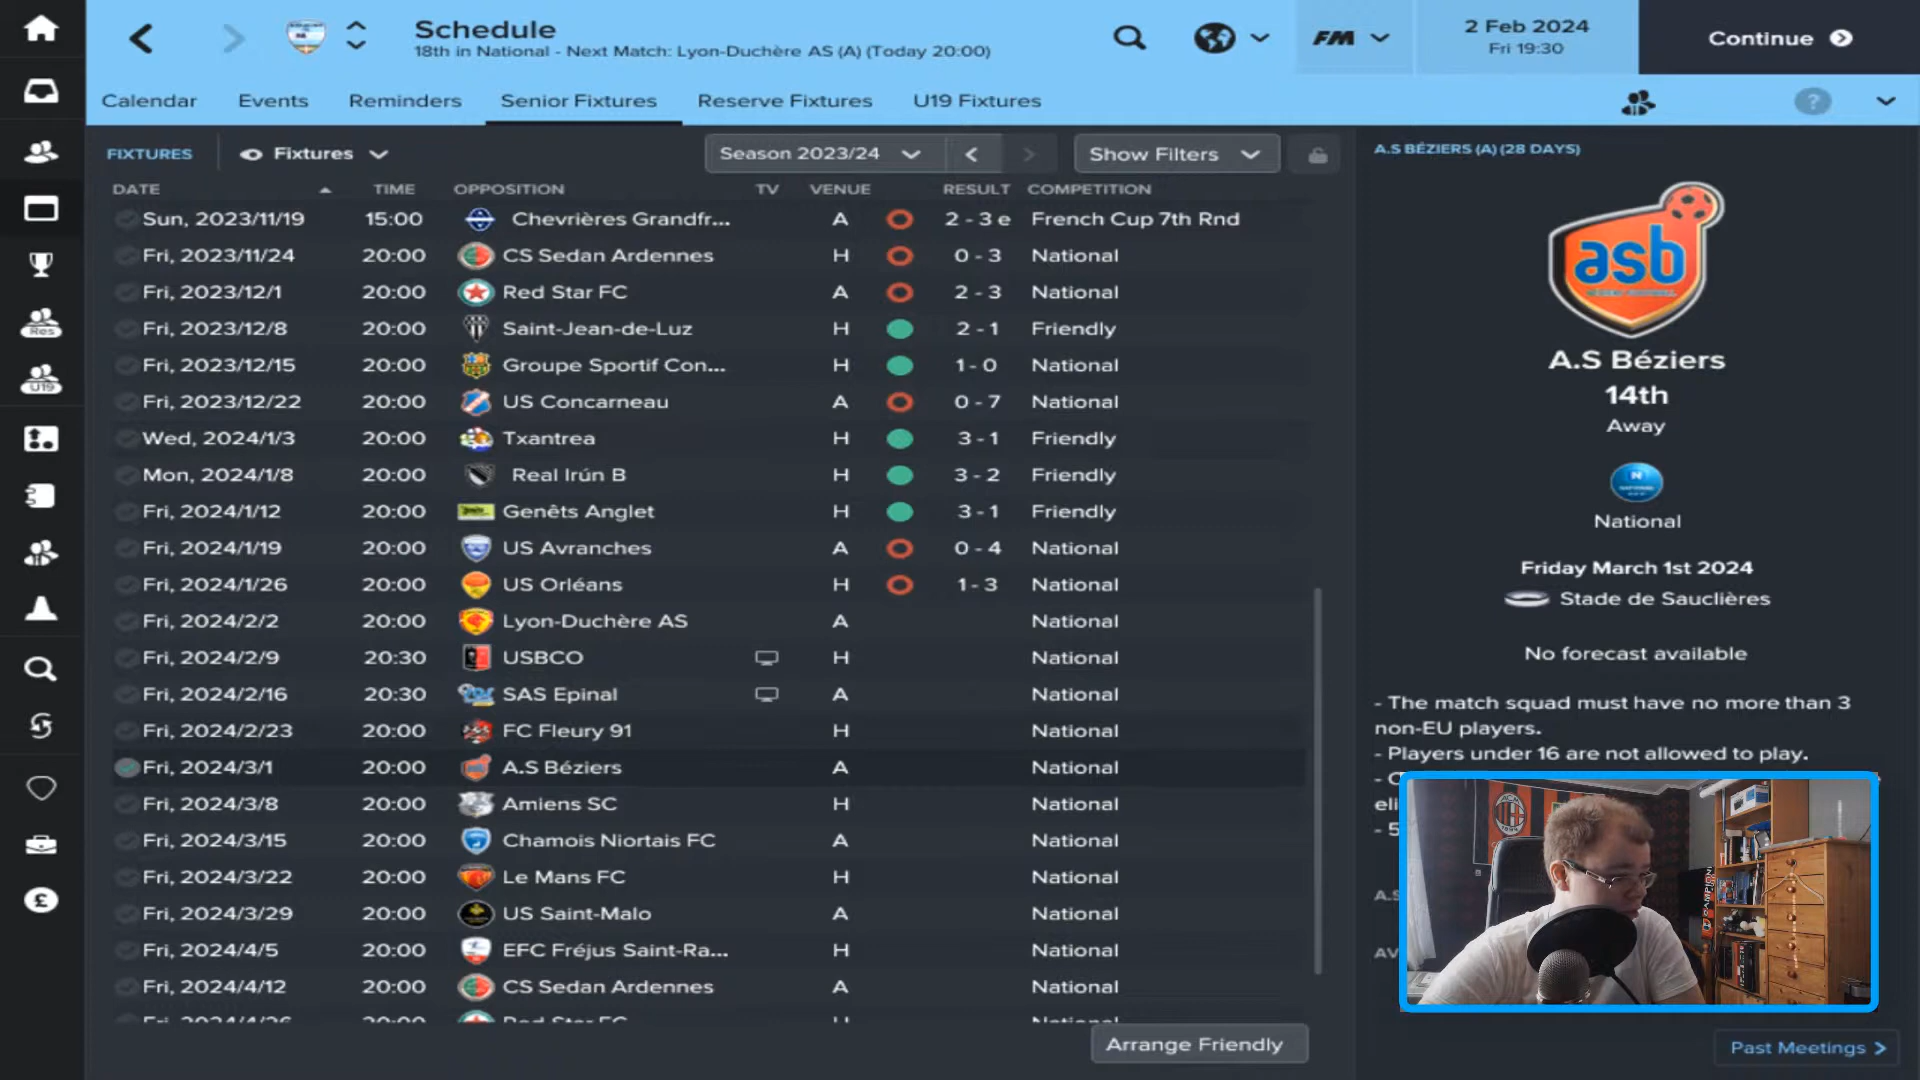 Schedule
18th in National - Next Match: Lyon-Duchère AS (A) (Today 20:00)
FM
2 Feb 2024
Fri 19:30
Continue
Calendar Events Reminders Senior Fixtures Reserve Fixtures U19 Fixtures
?
FIXTURES Fixtures Season 2023/24 Show Filters
DATE TIME OPPOSITION TV VENUE RESULT COMPETITION
Sun, 2023/11/19 15:00 Chevrières Grandfr... A 2 - 3 e French Cup 7th Rnd
Fri, 2023/11/24 20:00 CS Sedan Ardennes H 0 - 3 National
Fri, 2023/12/1 20:00 Red Star FC A 2 - 3 National
Fri, 2023/12/8 20:00 Saint-Jean-de-Luz H 2 - 1 Friendly
Fri, 2023/12/15 20:00 Groupe Sportif Con... H 1 - 0 National
Fri, 2023/12/22 20:00 US Concarneau A 0 - 7 National
Wed, 2024/1/3 20:00 Txantrea H 3 - 1 Friendly
Mon, 2024/1/8 20:00 Real Irún B H 3 - 2 Friendly
Fri, 2024/1/12 20:00 Genêts Anglet H 3 - 1 Friendly
Fri, 2024/1/19 20:00 US Avranches A 0 - 4 National
Fri, 2024/1/26 20:00 US Orléans H 1 - 3 National
Fri, 2024/2/2 20:00 Lyon-Duchère AS A National
Fri, 2024/2/9 20:30 USBCO H National
Fri, 2024/2/16 20:30 SAS Epinal A National
Fri, 2024/2/23 20:00 FC Fleury 91 H National
Fri, 2024/3/1 20:00 A.S Béziers A National
Fri, 2024/3/8 20:00 Amiens SC H National
Fri, 2024/3/15 20:00 Chamois Niortais FC A National
Fri, 2024/3/22 20:00 Le Mans FC H National
Fri, 2024/3/29 20:00 US Saint-Malo A National
Fri, 2024/4/5 20:00 EFC Fréjus Saint-Ra... H National
Fri, 2024/4/12 20:00 CS Sedan Ardennes A National
Fri, 2024/4/26 20:00 Red Star FC H National
Arrange Friendly
A.S BÉZIERS (A) (28 DAYS)
asb
A.S Béziers
14th
Away
N
National
Friday March 1st 2024
Stade de Sauclières
No forecast available
- The match squad must have no more than 3
non-EU players.
- Players under 16 are not allowed to play.
Past Meetings
Res
U19
£